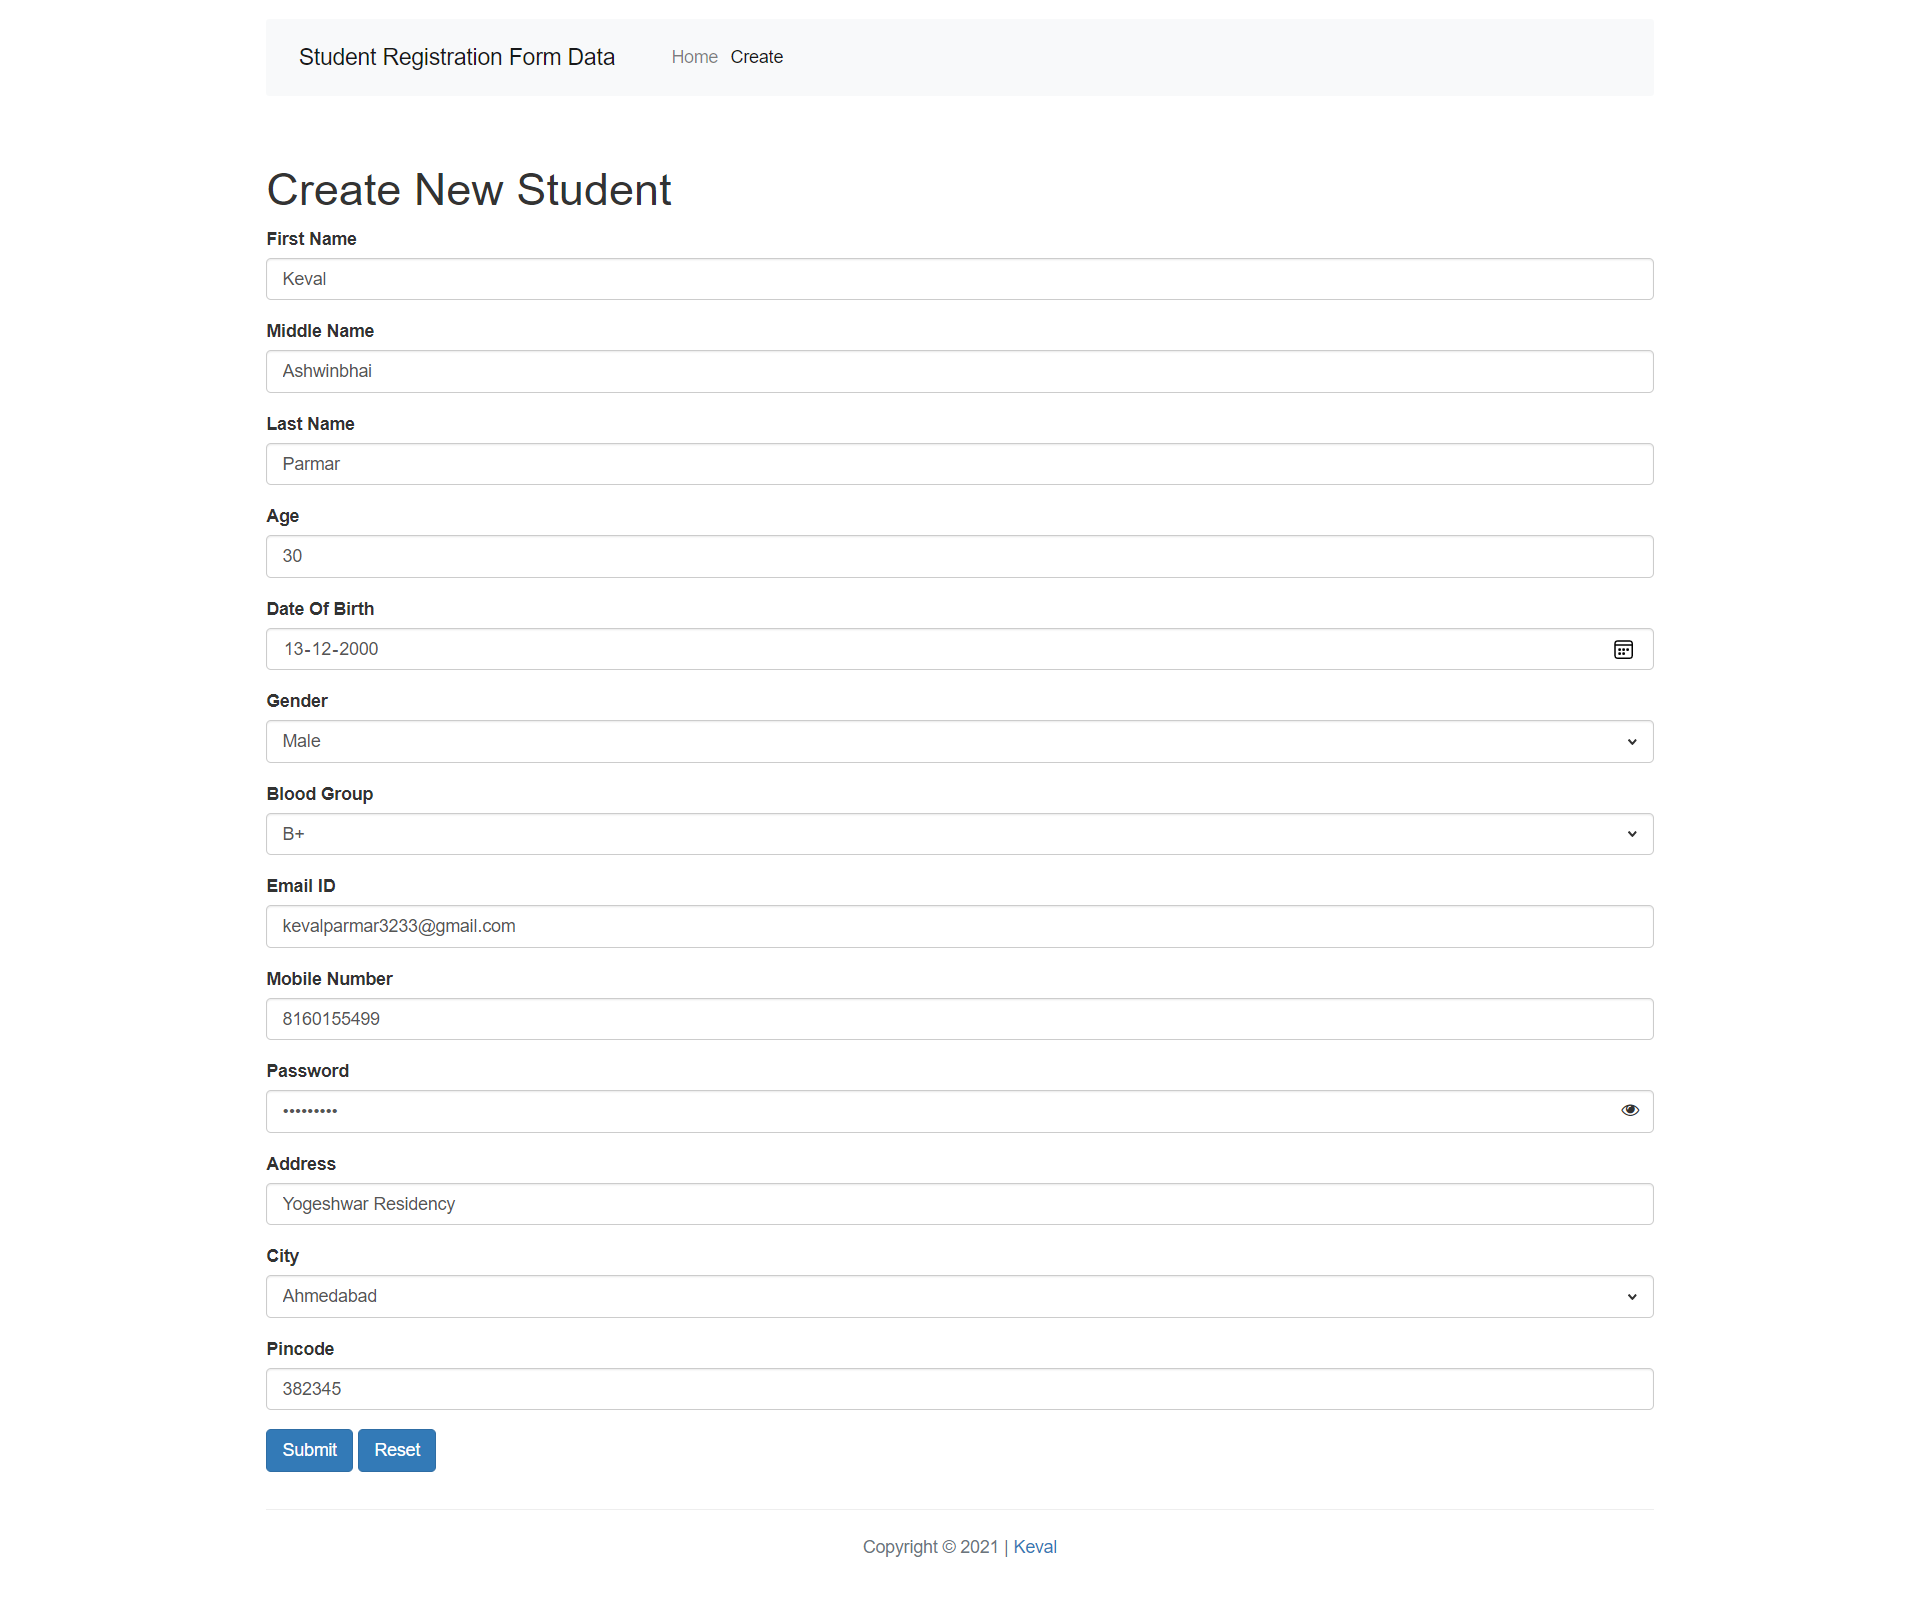 Student Registration Form Data Home Create
Create New Student
First Name
Keval
Middle Name
Ashwinbhai
Last Name
Parmar
Age
30
Date Of Birth
13-12-2000
Gender
Male
Blood Group
B+
Email ID
kevalparmar3233@gmail.com
Mobile Number
8160155499
Password
•••••••••
Address
Yogeshwar Residency
City
Ahmedabad
Pincode
382345
Submit Reset
Copyright © 2021 | Keval